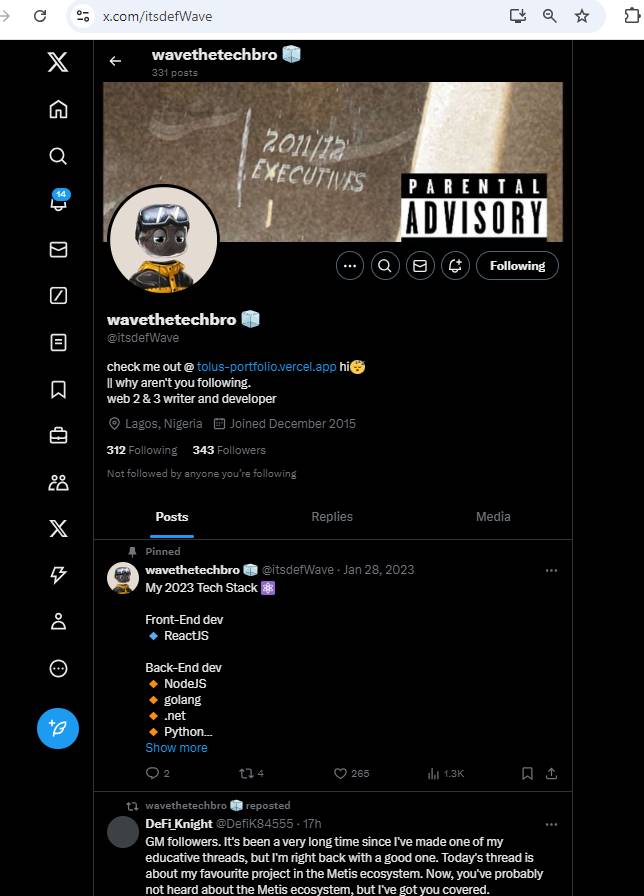 x.com/itsdefWave
wavethetechbro
331 posts
2011/12
EXECUTIVES
PARENTAL
ADVISORY
14
Following
wavethetechbro
@itsdefWave
check me out @ tolus-portfolio.vercel.app hi😴
|| why aren't you following.
web 2 & 3 writer and developer
Lagos, Nigeria Joined December 2015
312 Following 343 Followers
Not followed by anyone you're following
Posts Replies Media
Pinned
wavethetechbro @itsdefWave · Jan 28, 2023
My 2023 Tech Stack ⚛️
Front-End dev
🔹 ReactJS
Back-End dev
🔸 NodeJS
🔸 golang
🔸 .net
🔸 Python...
Show more
2 4 265 1.3K
wavethetechbro reposted
DeFi_Knight @DefiK84555 · 17h
GM followers. It's been a very long time since I've made one of my
educative threads, but I'm right back with a good one. Today's thread is
about my favourite project in the Metis ecosystem. Now, you've probably
not heard about the Metis ecosystem, but I've got you covered.